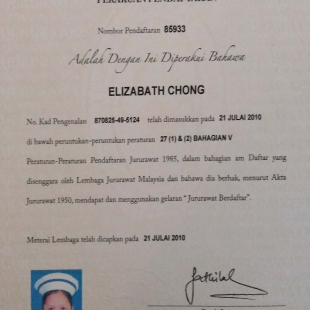 Nombor Pendaftaran 85933
Adalah Dengan Ini Diperakui Bahawa
ELIZABATH CHONG
No. Kad Pengenalan 870825-49-5124 telah dimasukkan pada 21 JULAI 2010
di bawah peruntukan-peruntukan peraturan 27 (1) & (2) BAHAGIAN V
Peraturan-Peraturan Pendaftaran Jururawat 1985, dalam bahagian am Daftar yang
disenggara oleh Lembaga Jururawat Malaysia dan bahawa dia berhak, menurut Akta
Jururawat 1950, mendapat dan menggunakan gelaran " Jururawat Berdaftar".
Meterai Lembaga telah dicapkan pada 21 JULAI 2010